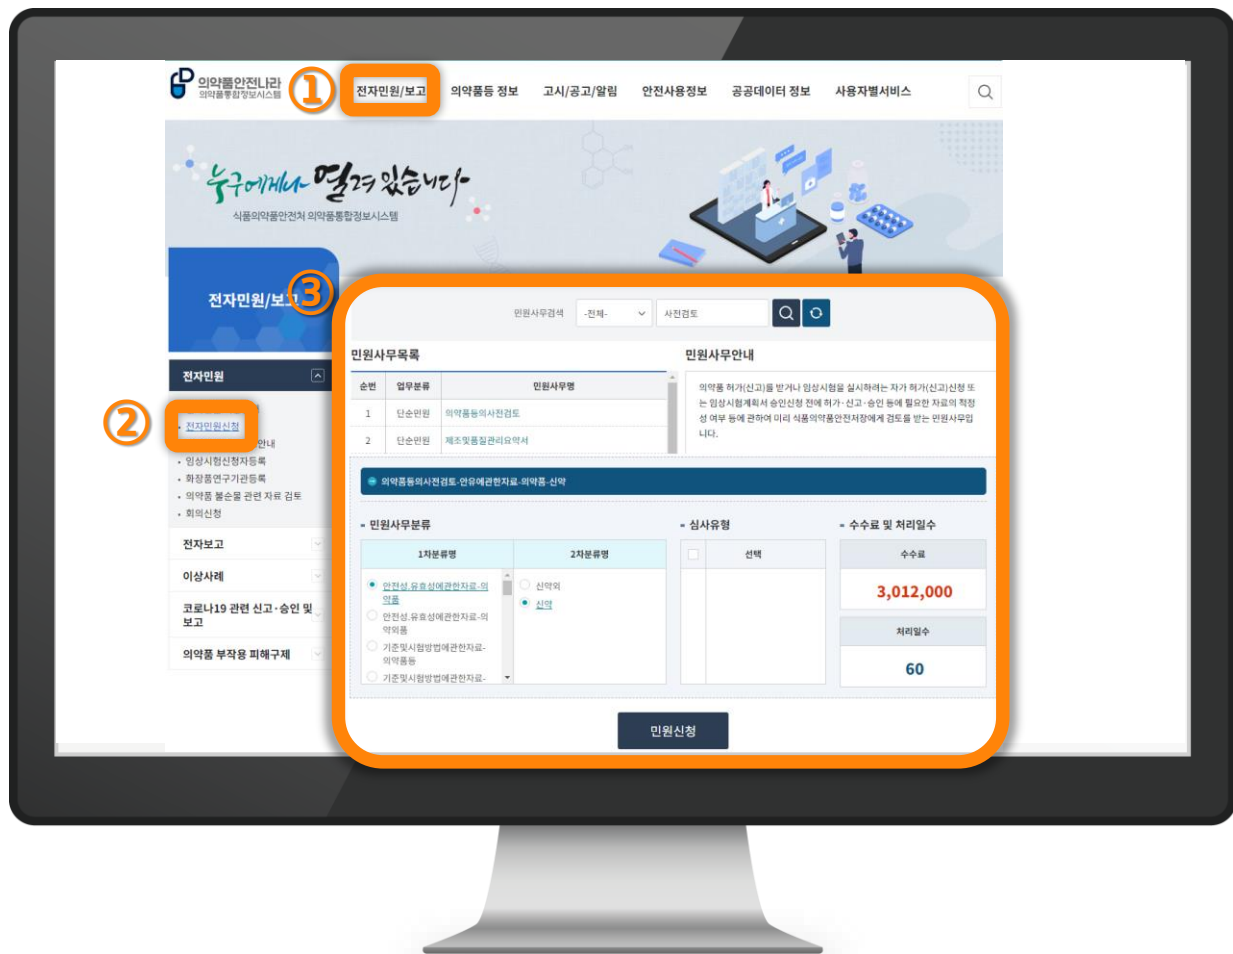 의약품안전나라
의약품통합정보시스템
①
전자민원/보고
의약품등 정보
고시/공고/알림
안전사용정보
공공데이터 정보
사용자별서비스
누구에게나 열려 있습니다
식품의약품안전처 의약품통합정보시스템
전자민원/보고
③
민원사무검색
-전체-
사전검토
전자민원
②
전자민원신청
안내
임상시험신청자등록
화장품연구기관등록
의약품 불순물 관련 자료 검토
회의신청
전자보고
이상사례
코로나19 관련 신고·승인 및
보고
의약품 부작용 피해구제
민원사무목록
순번 업무분류 민원사무명
1 단순민원 의약품등의사전검토
2 단순민원 제조및품질관리요약서
민원사무안내
의약품 허가(신고)를 받거나 임상시험을 실시하려는 자가 허가(신고)신청 또
는 임상시험계획서 승인신청 전에 허가·신고·승인 등에 필요한 자료의 적정
성 여부 등에 관하여 미리 식품의약품안전처장에게 검토를 받는 민원사무입
니다.
의약품등의사전검토-안유에관한자료-의약품-신약
민원사무분류
1차분류명 2차분류명
안전성.유효성에관한자료-의
약품
안전성.유효성에관한자료-의
약외품
기준및시험방법에관한자료-
의약품등
기준및시험방법에관한자료-
신약외
신약
심사유형
선택
수수료 및 처리일수
수수료
3,012,000
처리일수
60
민원신청